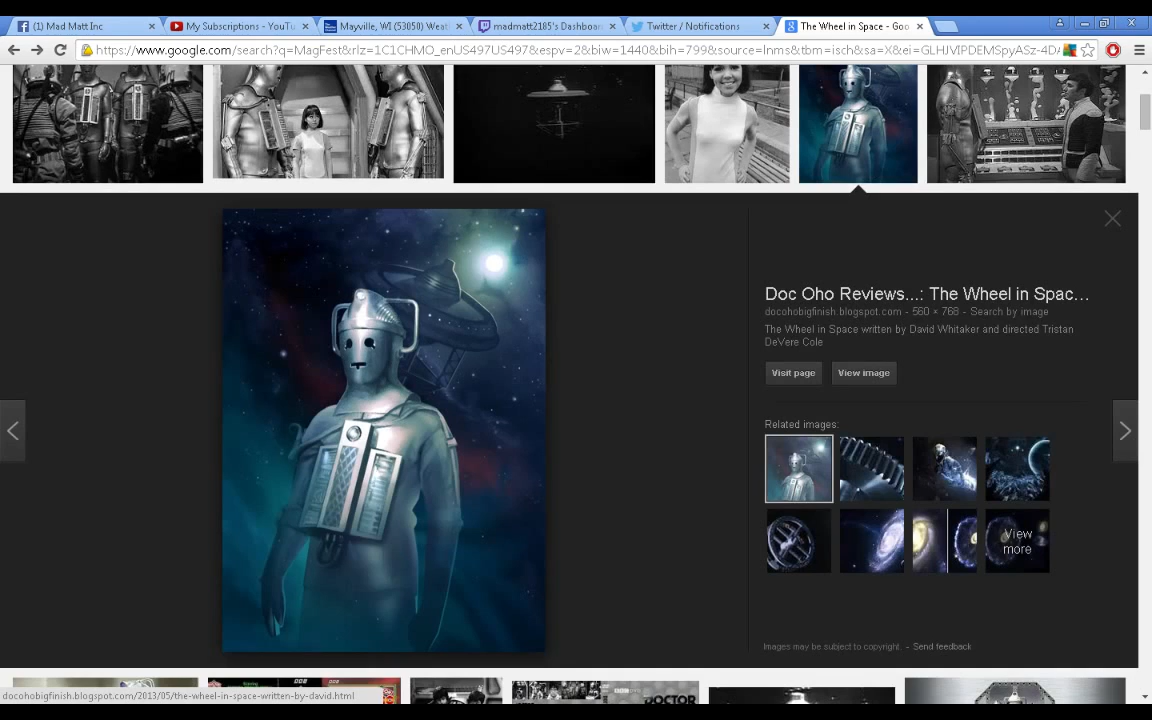 (1) Mad Matt Inc
My Subscriptions - YouTu
Mayville, WI (53050) Weat
madmatt2185's Dashboar
Twitter / Notifications
The Wheel in Space - Goo
https://www.google.com/search?q=MagFest&rlz=1C1CHMO_enUS497US497&espv=2&biw=1440&bih=799&source=lnms&tbm=isch&sa=X&ei=GLHJVIPDEMSpyASz-4D
Doc Oho Reviews...: The Wheel in Spac...
docohobigfinish.blogspot.com - 560 × 768 - Search by image
The Wheel in Space written by David Whitaker and directed Tristan
DeVere Cole
Visit page
View image
Related images:
View
more
Images may be subject to copyright. - Send feedback
docohobigfinish.blogspot.com/2013/05/the-wheel-in-space-written-by-david.html
DOCTOR